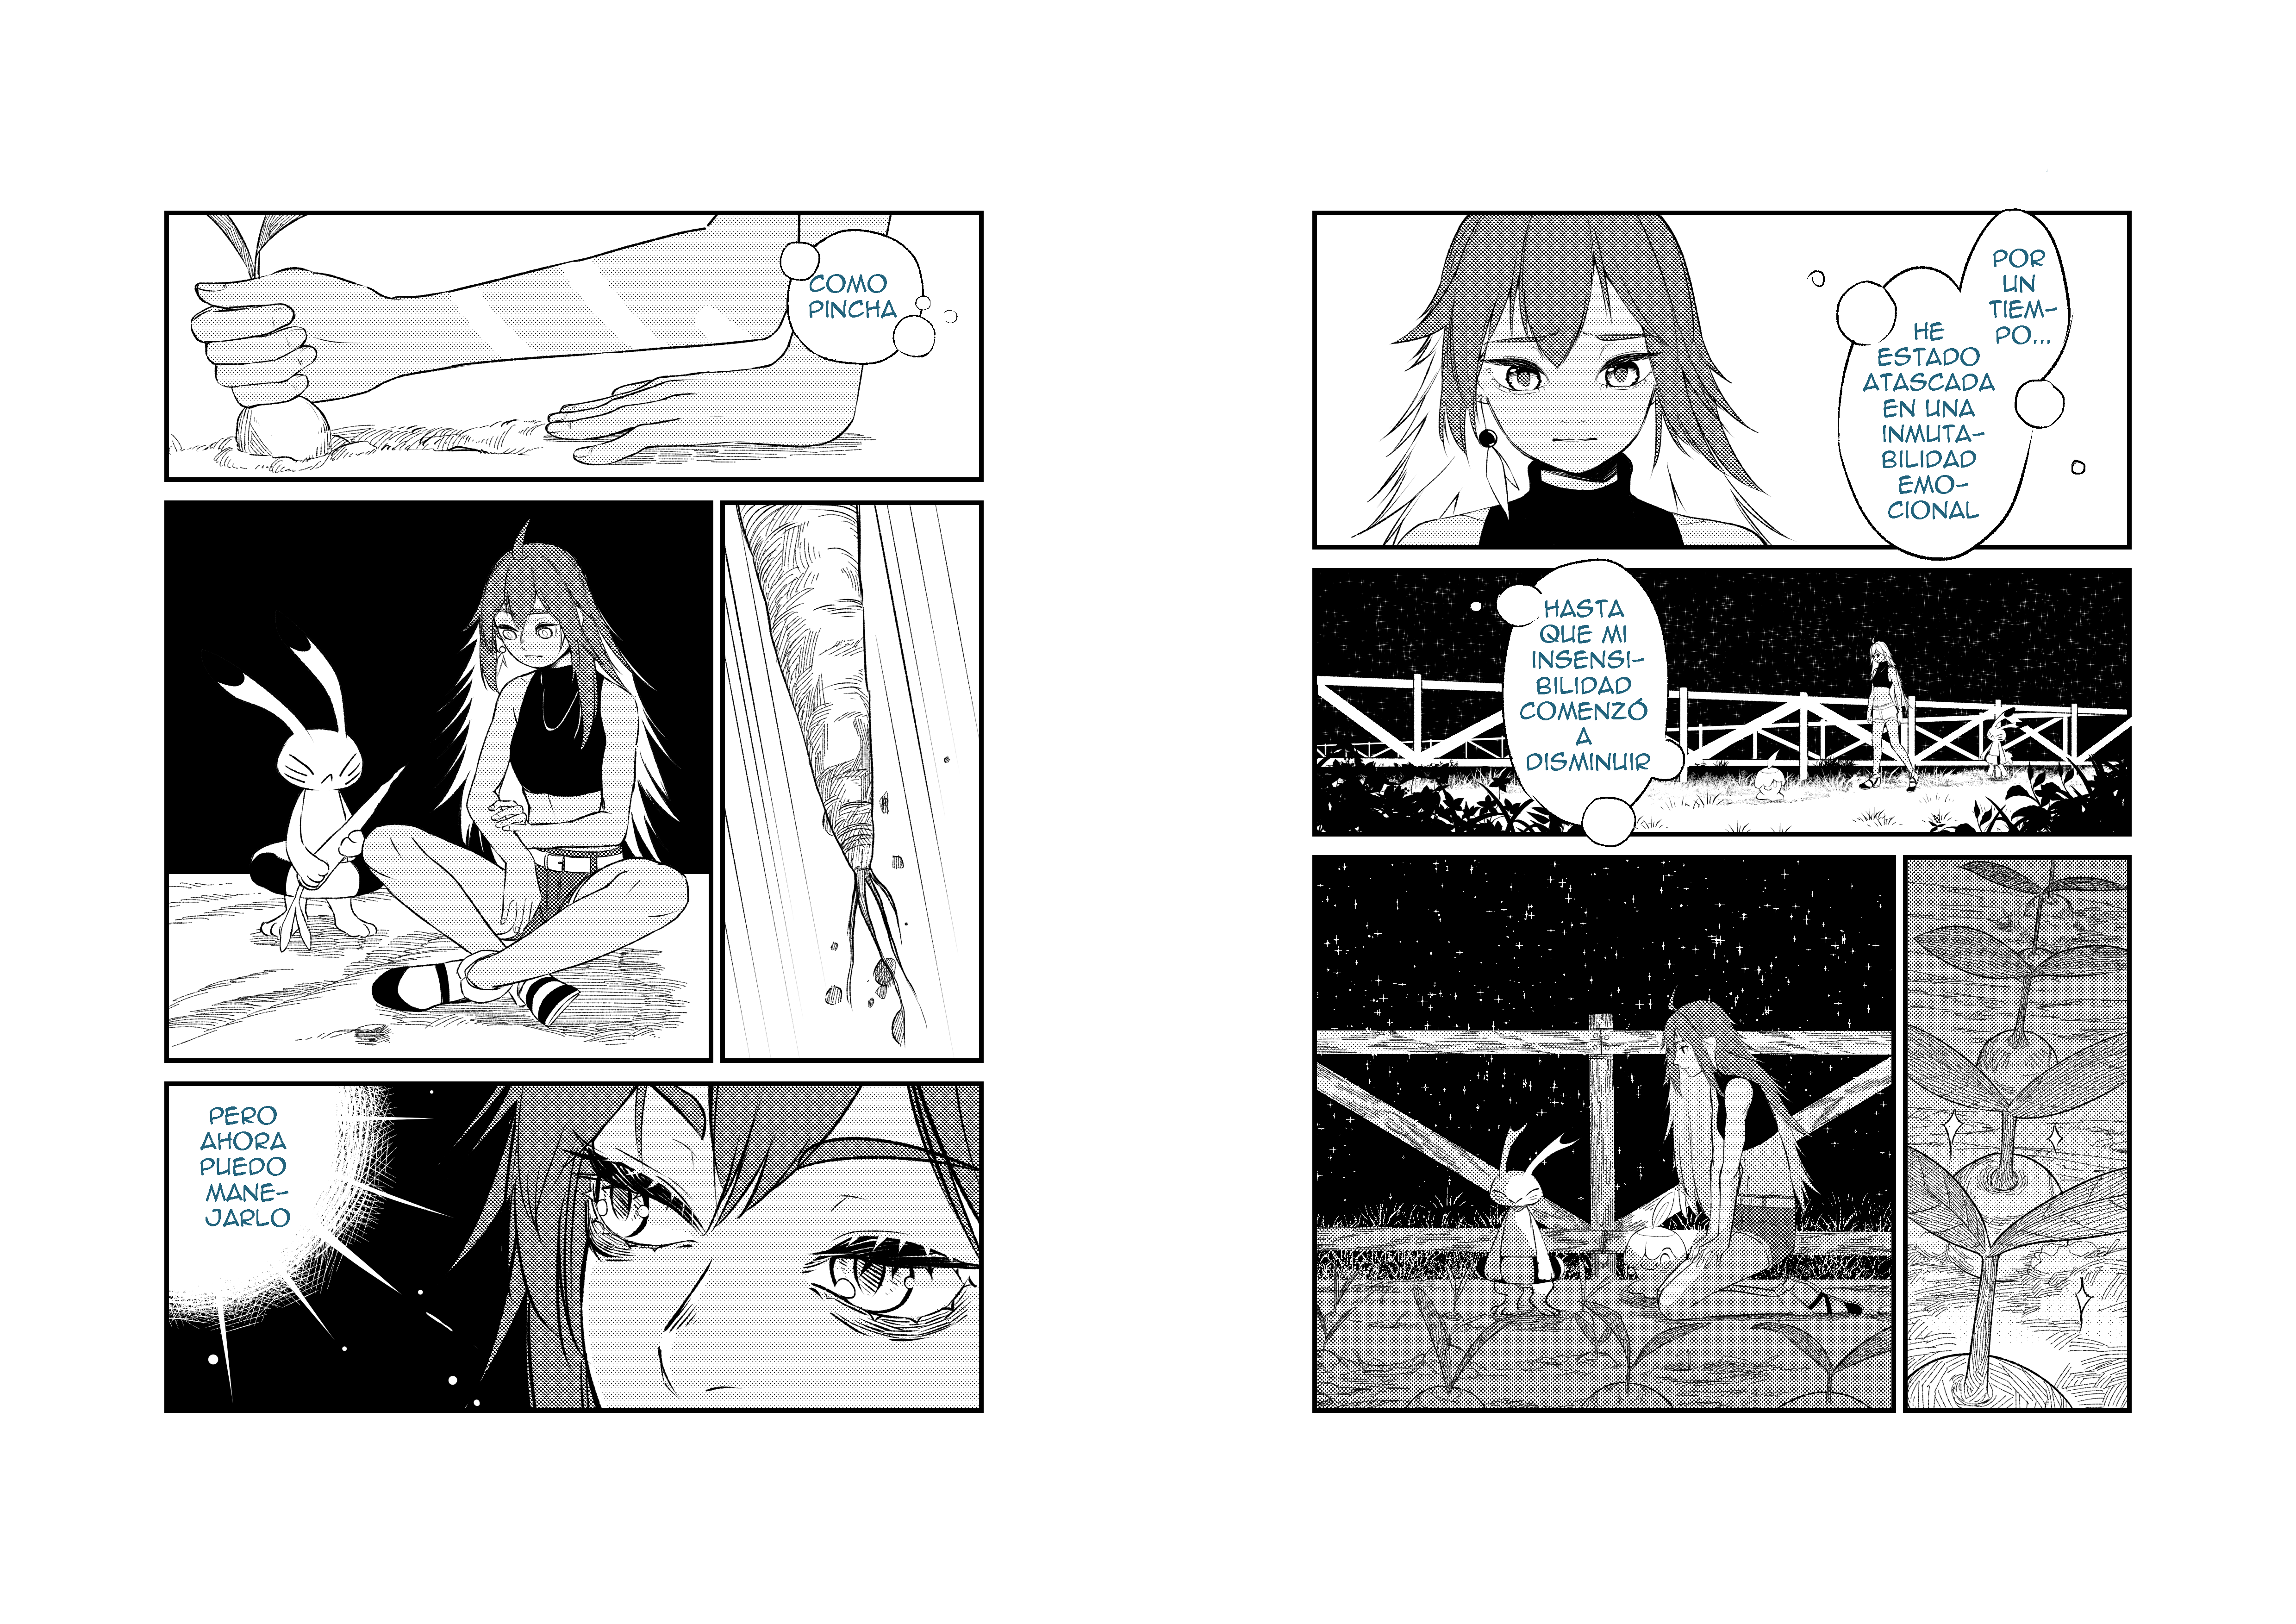 POR
UN
TIEM-
PO...
HE
ESTADO
ATASCADA
EN UNA
INMUTA-
BILIDAD
EMO-
CIONAL
HASTA
QUE MI
INSENSI-
BILIDAD
COMENZÓ
A
DISMINUIR
COMO
PINCHA
PERO
AHORA
PUEDO
MANE-
JARLO